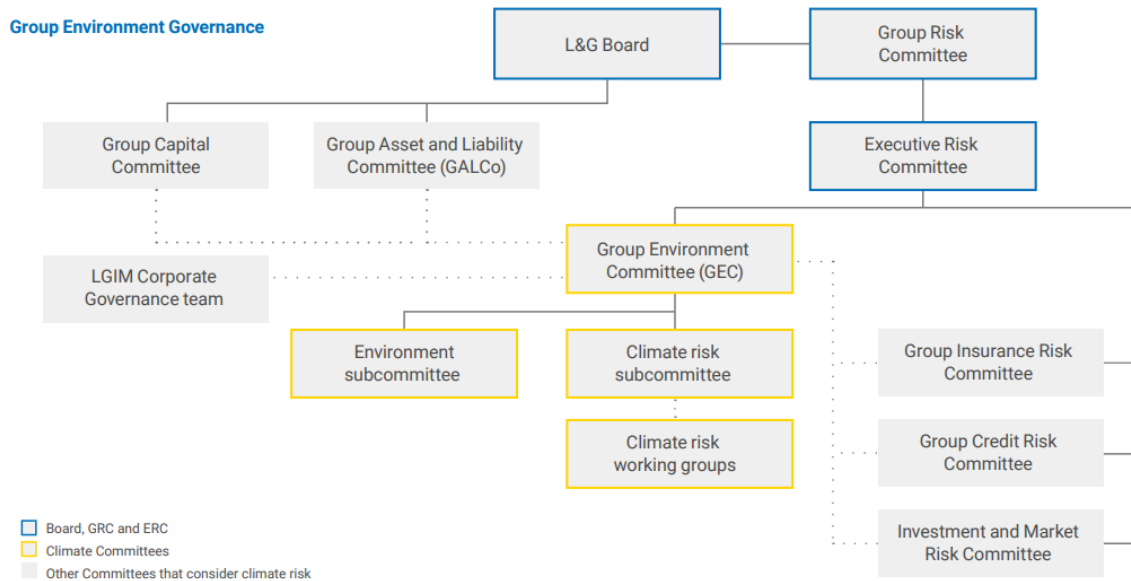 Group Environment Governance
L&G Board
Group Risk
Committee
Group Capital
Committee
Group Asset and Liability
Committee (GALCo)
Executive Risk
Committee
Group Environment
Committee (GEC)
LGIM Corporate
Governance team
Environment
subcommittee
Climate risk
subcommittee
Group Insurance Risk
Committee
Climate risk
working groups
Group Credit Risk
Committee
Investment and Market
Risk Committee
Board, GRC and ERC
Climate Committees
Other Committees that consider climate risk